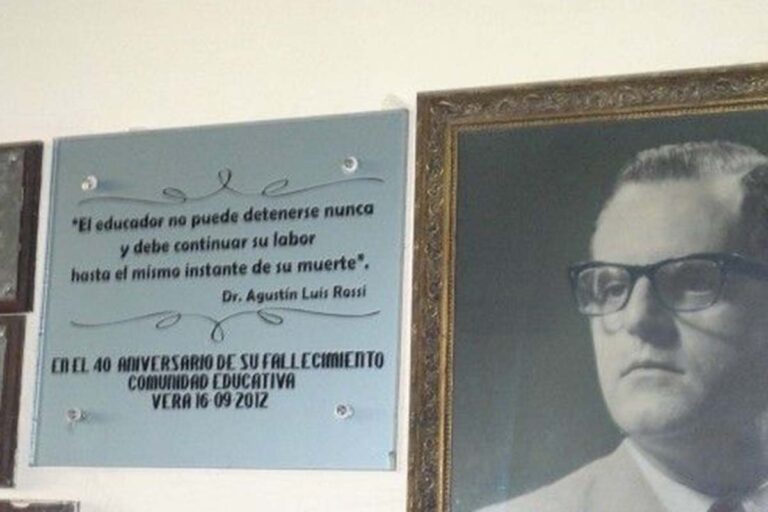 "El educador no puede detenerse nunca
y debe continuar su labor
hasta el mismo instante de su muerte".
Dr. Agustín Luis Rossi
EN EL 40 ANIVERSARIO DE SU FALLECIMIENTO
COMUNIDAD EDUCATIVA
VERA 16-09-2012